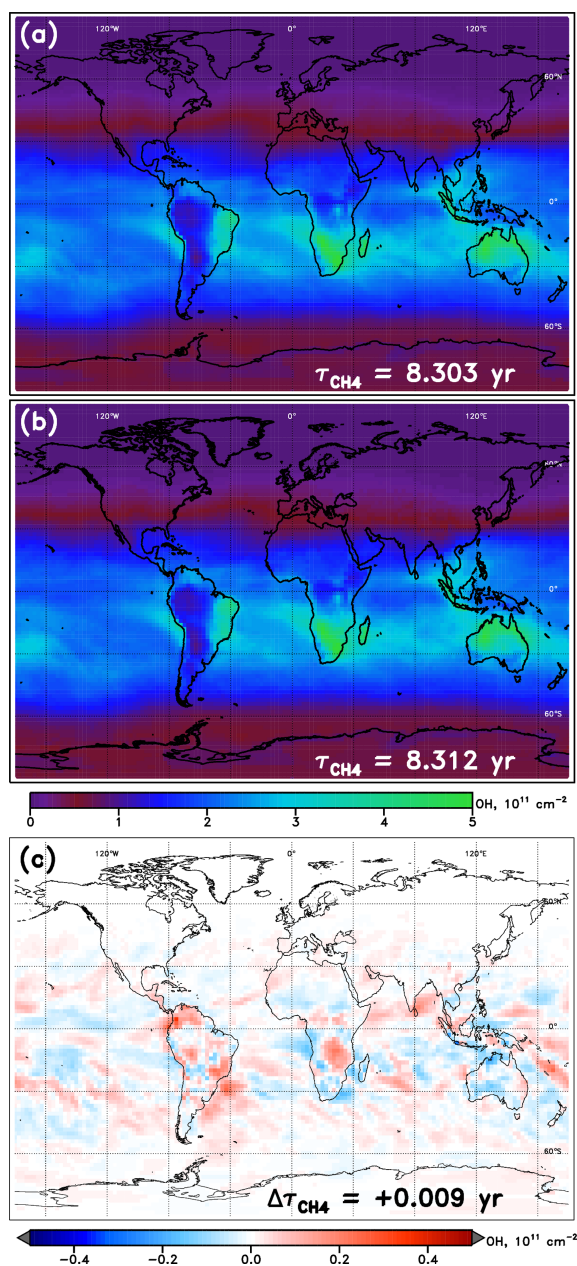 (a)
120°W 0° 120°E
60°N
0°
60°S
τCH4 = 8.303 yr
(b)
120°W 0° 120°E
60°N
0°
60°S
τCH4 = 8.312 yr
OH, 10¹¹ cm⁻²
0 1 2 3 4 5
(c)
120°W 0° 120°E
60°N
0°
60°S
ΔτCH4 = +0.009 yr
OH, 10¹¹ cm⁻²
−0.4 −0.2 0.0 0.2 0.4